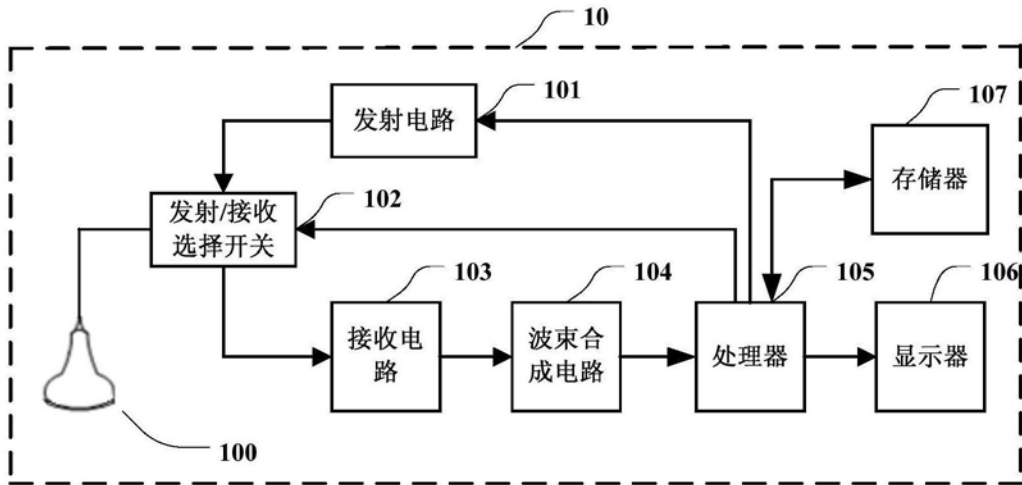 10
101
发射电路
107
存储器
发射/接收
选择开关
102
103
104
105
106
接收电
路
波束合
成电路
处理器
显示器
100